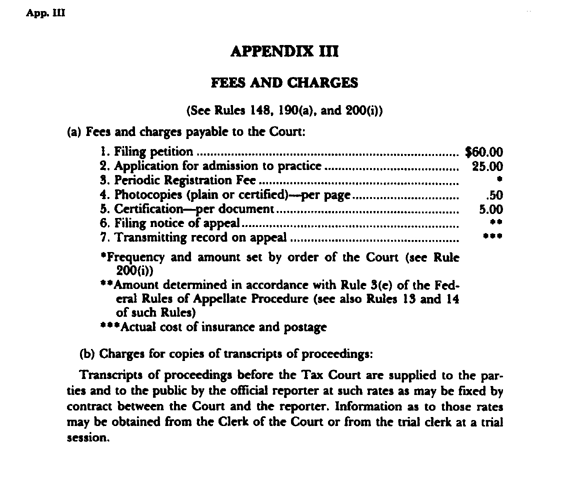 App. III
APPENDIX III
FEES AND CHARGES
(See Rules 148, 190(a), and 200(i))
(a) Fees and charges payable to the Court:
1. Filing petition ................................................................ $60.00
2. Application for admission to practice ................................. 25.00
3. Periodic Registration Fee ................................................. *
4. Photocopies (plain or certified)—per page .......................... .50
5. Certification—per document ............................................. 5.00
6. Filing notice of appeal ..................................................... **
7. Transmitting record on appeal ......................................... ***
*Frequency and amount set by order of the Court (see Rule
200(i))
**Amount determined in accordance with Rule 3(e) of the Fed-
eral Rules of Appellate Procedure (see also Rules 13 and 14
of such Rules)
***Actual cost of insurance and postage
(b) Charges for copies of transcripts of proceedings:
Transcripts of proceedings before the Tax Court are supplied to the par-
ties and to the public by the official reporter at such rates as may be fixed by
contract between the Court and the reporter. Information as to those rates
may be obtained from the Clerk of the Court or from the trial clerk at a trial
session.